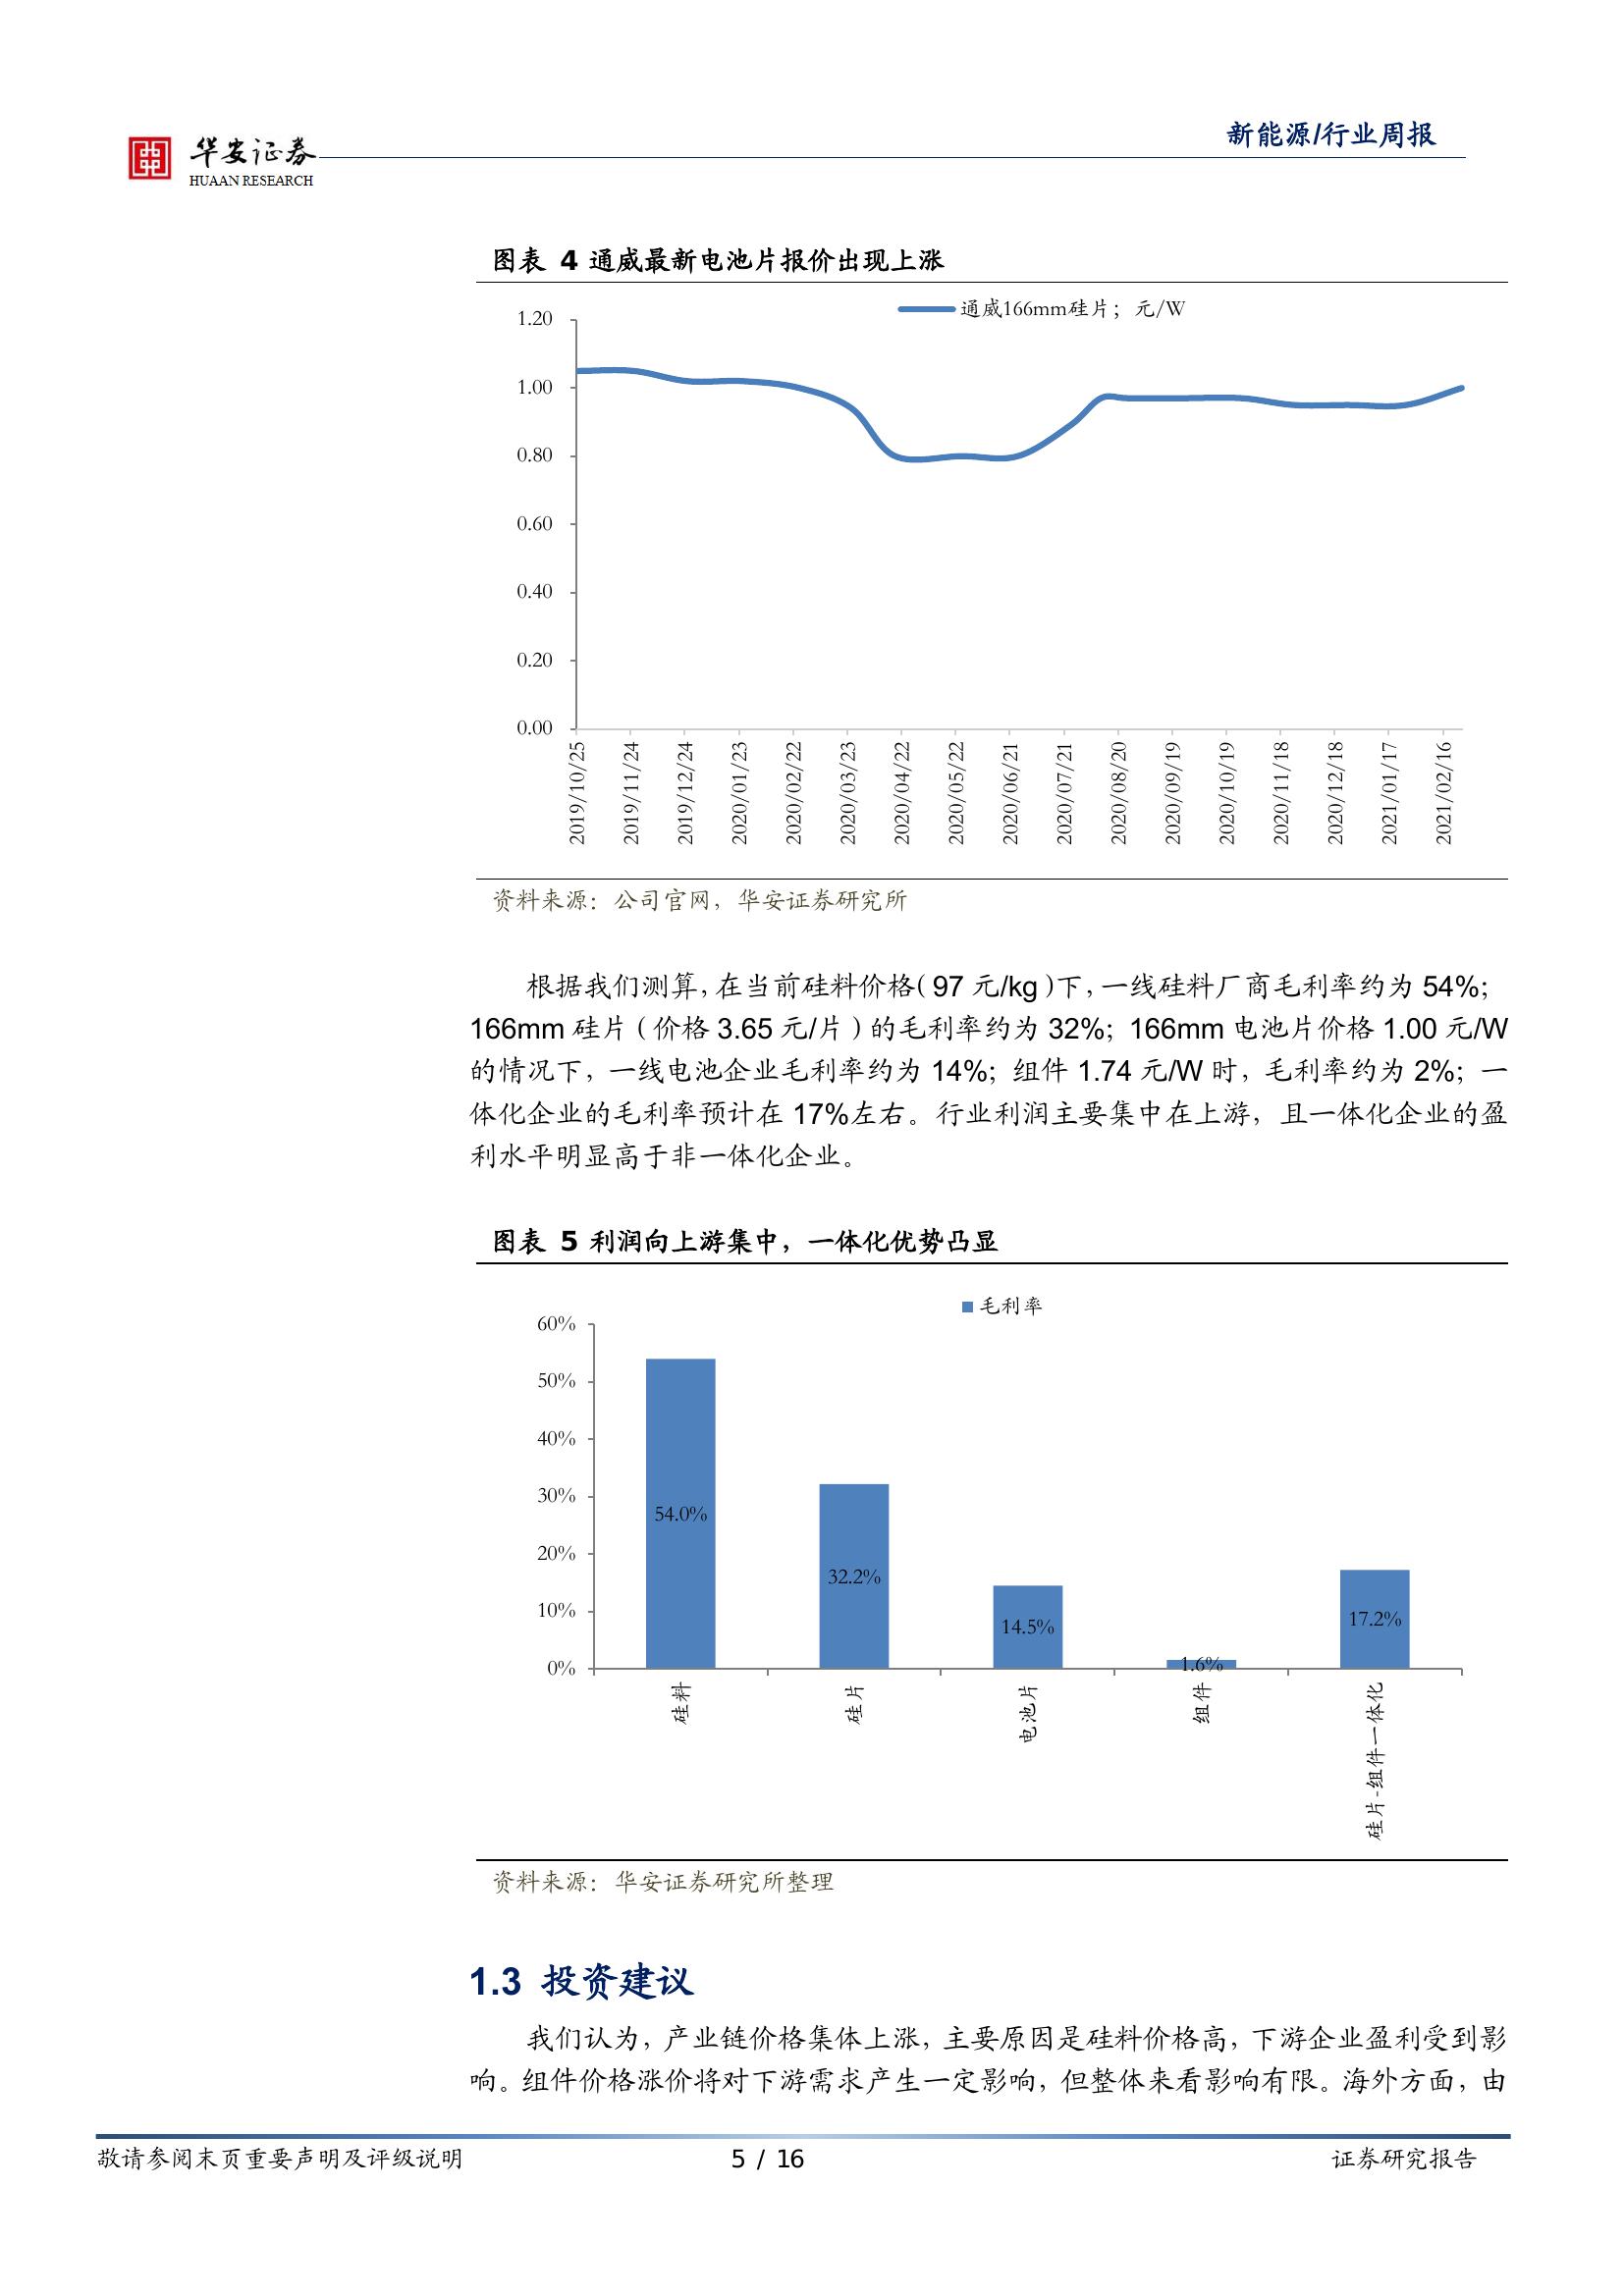 华安证券
HUAAN RESEARCH
新能源/行业周报
图表 4 通威最新电池片报价出现上涨
通威166mm硅片；元/W
1.20
1.00
0.80
0.60
0.40
0.20
0.00
2019/10/25
2019/11/24
2019/12/24
2020/01/23
2020/02/22
2020/03/23
2020/04/22
2020/05/22
2020/06/21
2020/07/21
2020/08/20
2020/09/19
2020/10/19
2020/11/18
2020/12/18
2021/01/17
2021/02/16
资料来源：公司官网，华安证券研究所
根据我们测算，在当前硅料价格（97 元/kg）下，一线硅料厂商毛利率约为 54%；
166mm 硅片（价格 3.65 元/片）的毛利率约为 32%；166mm 电池片价格 1.00 元/W
的情况下，一线电池企业毛利率约为 14%；组件 1.74 元/W 时，毛利率约为 2%；一
体化企业的毛利率预计在 17%左右。行业利润主要集中在上游，且一体化企业的盈
利水平明显高于非一体化企业。
图表 5 利润向上游集中，一体化优势凸显
毛利率
60%
50%
40%
30%
20%
10%
0%
54.0%
32.2%
14.5%
1.6%
17.2%
硅料
硅片
电池片
组件
硅片-组件一体化
资料来源：华安证券研究所整理
1.3 投资建议
我们认为，产业链价格集体上涨，主要原因是硅料价格高，下游企业盈利受到影
响。组件价格涨价将对下游需求产生一定影响，但整体来看影响有限。海外方面，由
敬请参阅末页重要声明及评级说明
5 / 16
证券研究报告